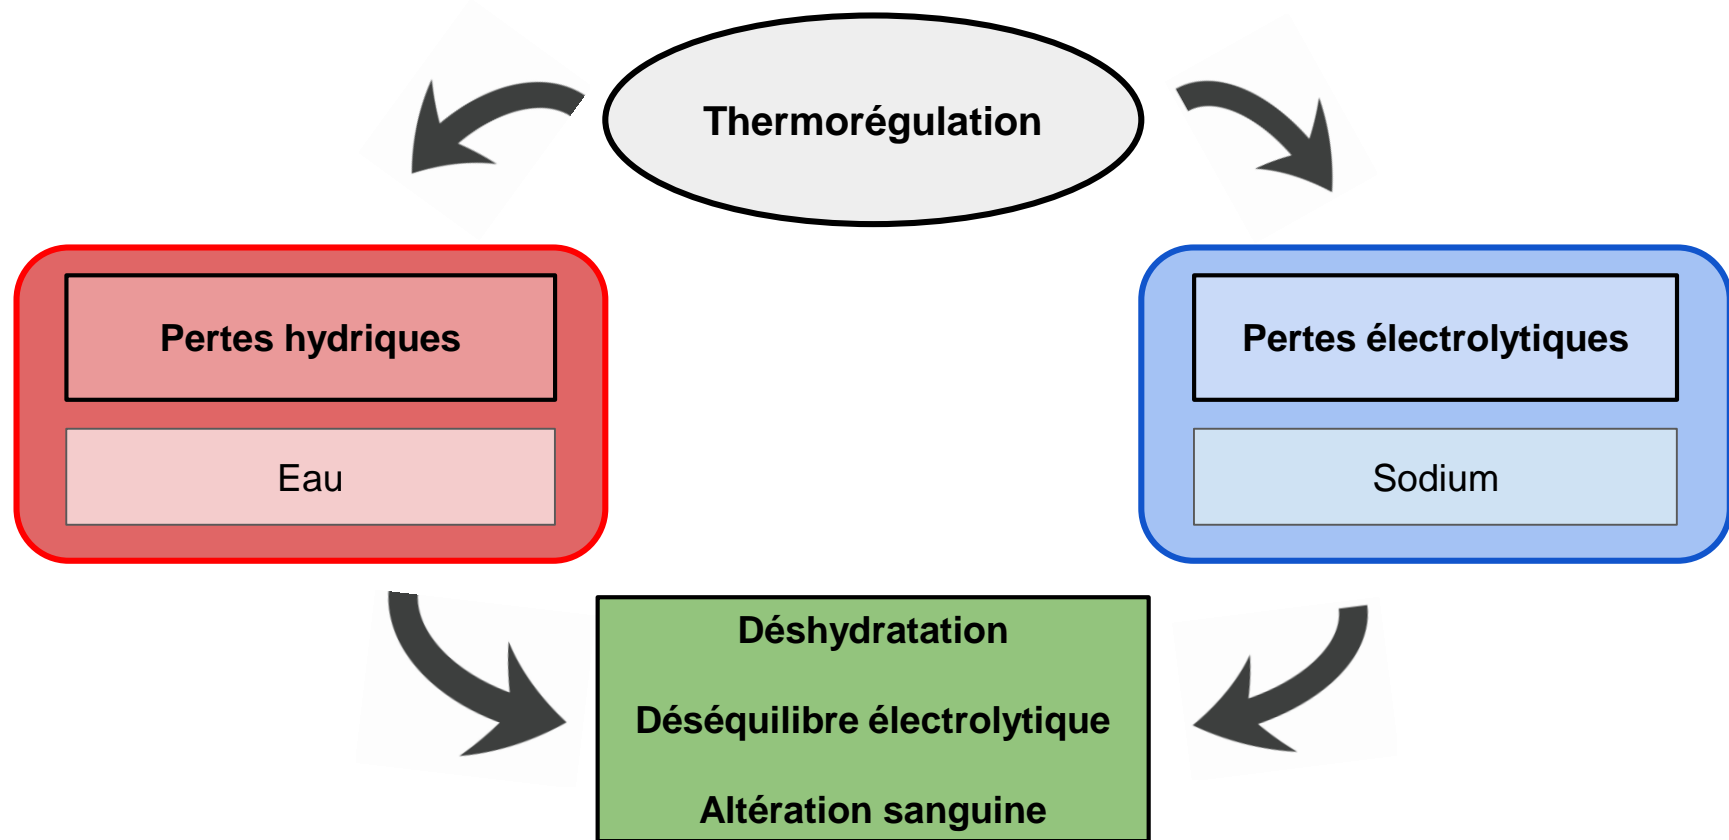 Thermorégulation
Pertes hydriques
Eau
Pertes électrolytiques
Sodium
Déshydratation
Déséquilibre électrolytique
Altération sanguine